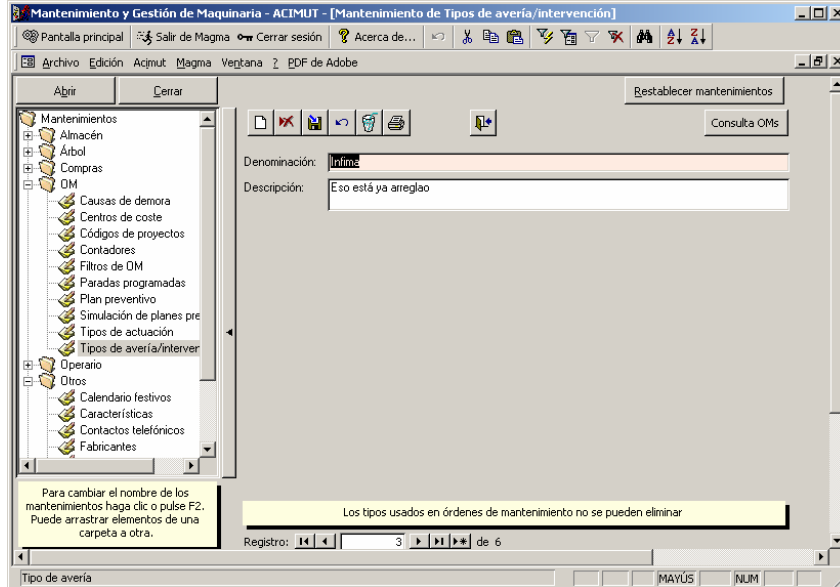 Mantenimiento y Gestión de Maquinaria - ACIMUT - [Mantenimiento de Tipos de avería/intervención]
Pantalla principal Salir de Magma Cerrar sesión Acerca de...
Archivo Edición Acimut Magma Ventana ? PDF de Adobe
Abrir Cerrar Restablecer mantenimientos
Mantenimientos
Consulta OMs
Almacén
Árbol
Compras
OM
Causas de demora
Centros de coste
Códigos de proyectos
Contadores
Filtros de OM
Paradas programadas
Plan preventivo
Simulación de planes pre
Tipos de actuación
Tipos de avería/interver
Operario
Otros
Calendario festivos
Características
Contactos telefónicos
Fabricantes
Denominación: Infima
Descripción: Eso está ya arreglao
Para cambiar el nombre de los
mantenimientos haga clic o pulse F2.
Puede arrastrar elementos de una
carpeta a otra.
Los tipos usados en órdenes de mantenimiento no se pueden eliminar
Registro: 3 de 6
Tipo de avería MAYÚS NUM